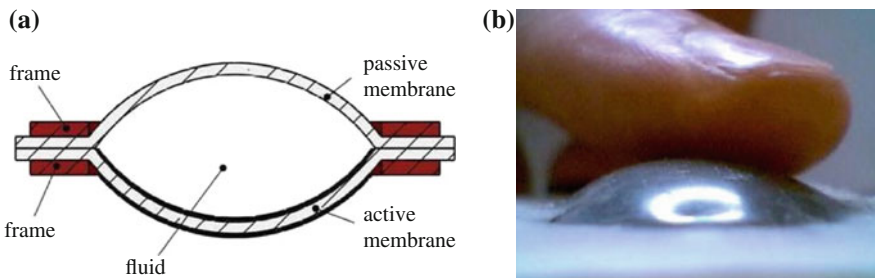 (a)
frame
passive
membrane
frame
active
membrane
fluid
(b)